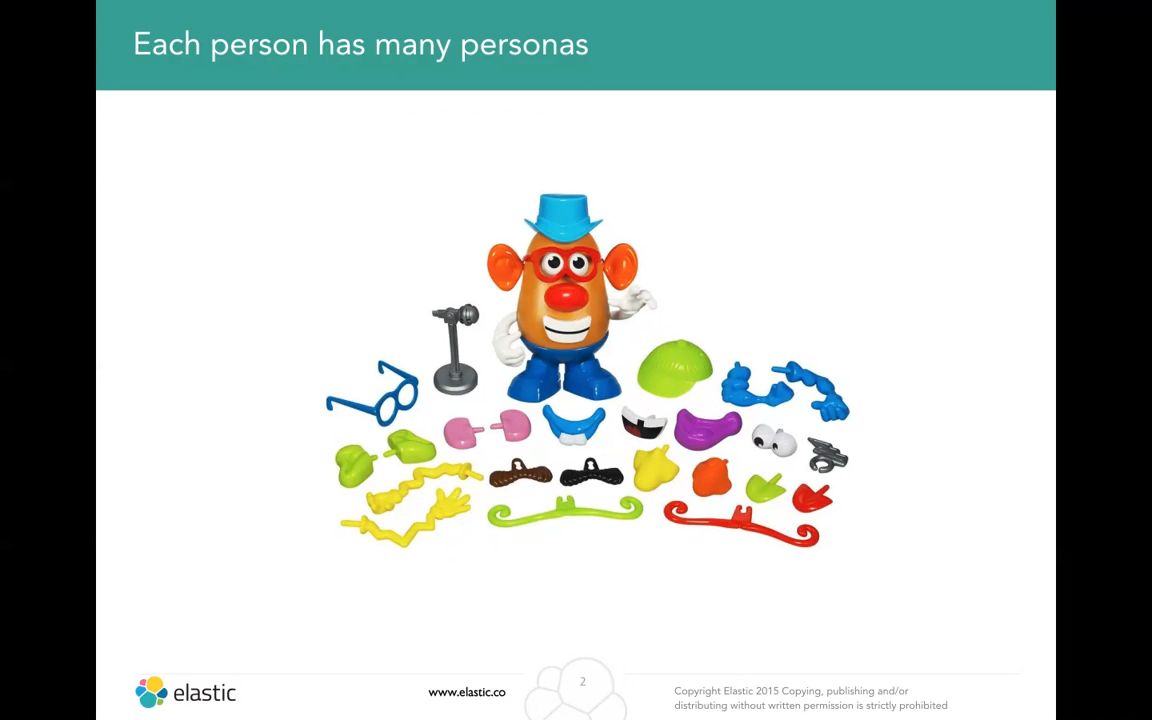 Each person has many personas
elastic
www.elastic.co
2
Copyright Elastic 2015 Copying, publishing and/or
distributing without written permission is strictly prohibited